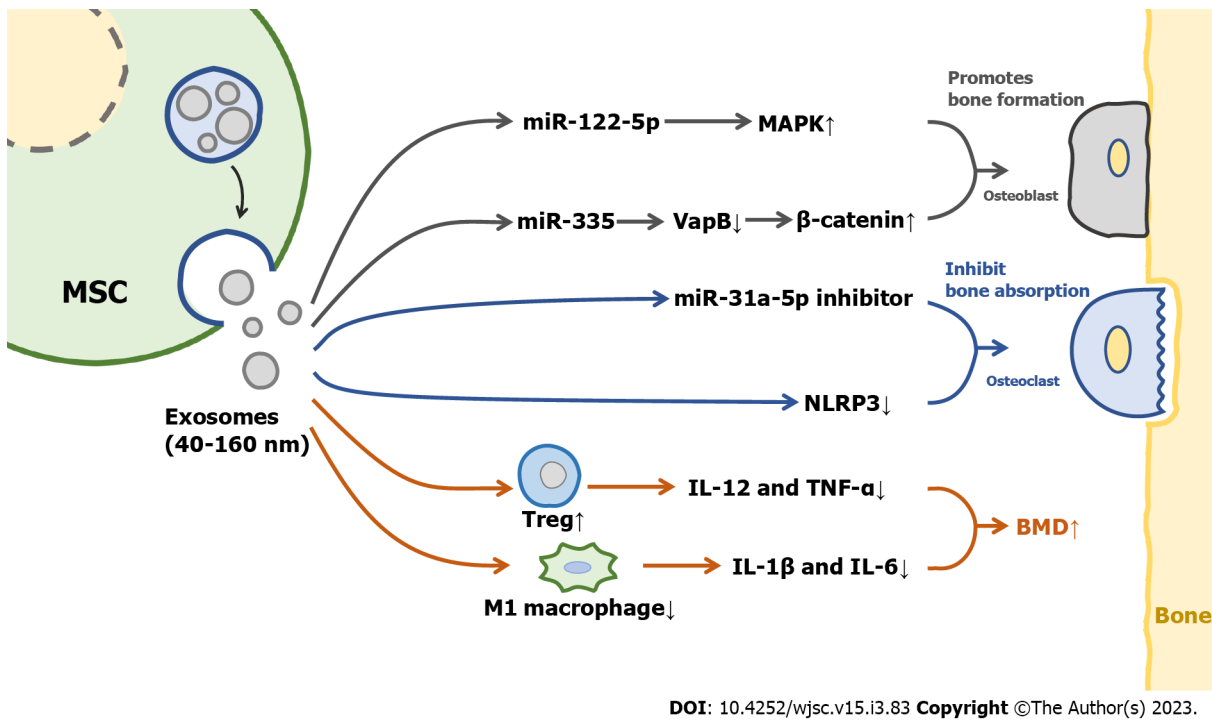 MSC
Exosomes
(40-160 nm)
miR-122-5p
MAPK↑
Promotes
bone formation
Osteoblast
miR-335
VapB↓
β-catenin↑
miR-31a-5p inhibitor
Inhibit
bone absorption
Osteoclast
NLRP3↓
Treg↑
IL-12 and TNF-α↓
M1 macrophage↓
IL-1β and IL-6↓
BMD↑
Bone
DOI: 10.4252/wjsc.v15.i3.83 Copyright ©The Author(s) 2023.